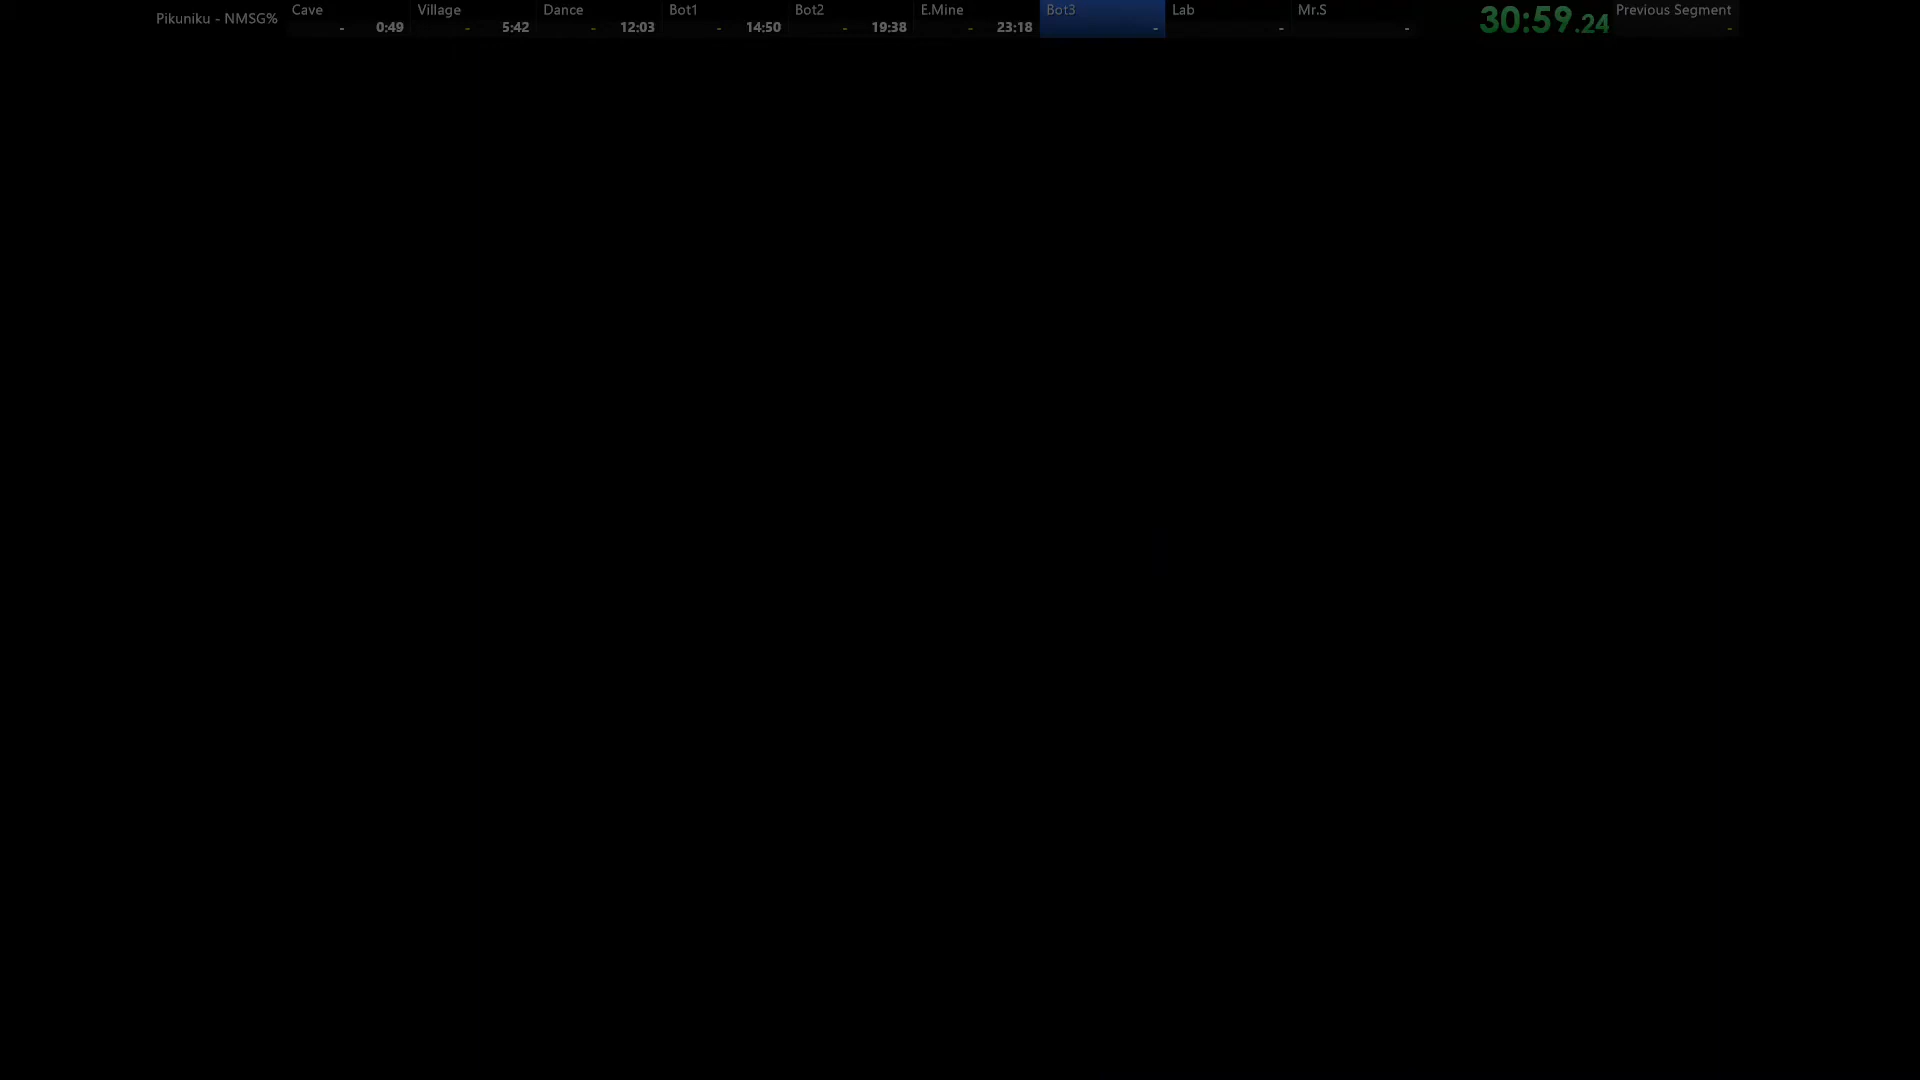 Pikuniku - NMSG%
Cave
- 0:49
Village
- 5:42
Dance
- 12:03
Bot1
- 14:50
Bot2
- 19:38
E.Mine
- 23:18
Bot3
-
Lab
-
Mr.S
-
30:59.24
Previous Segment
-